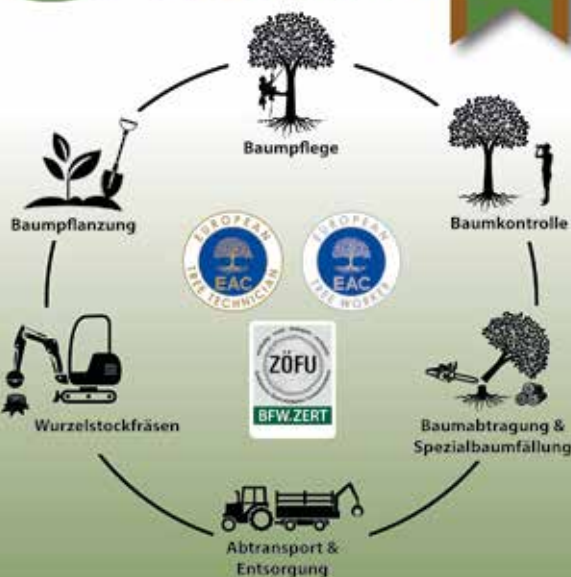 Baumpflege
Baumpflanzung
Baumkontrolle
EUROPEAN
EAC
TREE TECHNICIAN
EUROPEAN
EAC
TREE WORKER
ZÖFU
BFW.ZERT
Wurzelstockfräsen
Baumabtragung &
Spezialbaumfällung
Abtransport &
Entsorgung